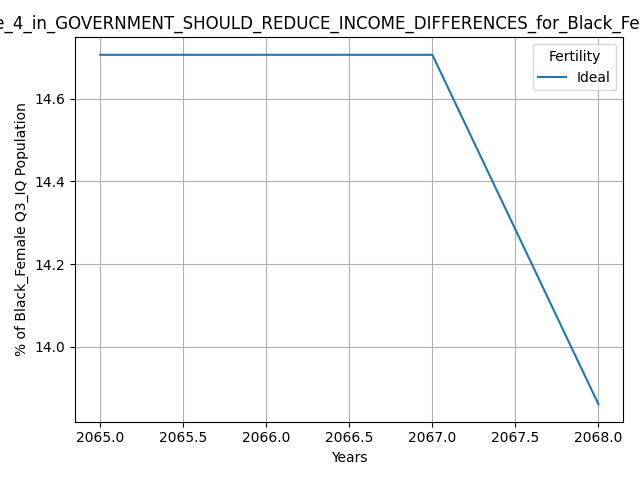 e_4_in_GOVERNMENT_SHOULD_REDUCE_INCOME_DIFFERENCES_for_Black_Fe
Fertility
Ideal
14.6
14.4
14.2
14.0
% of Black_Female Q3_IQ Population
2065.0 2065.5 2066.0 2066.5 2067.0 2067.5 2068.0
Years